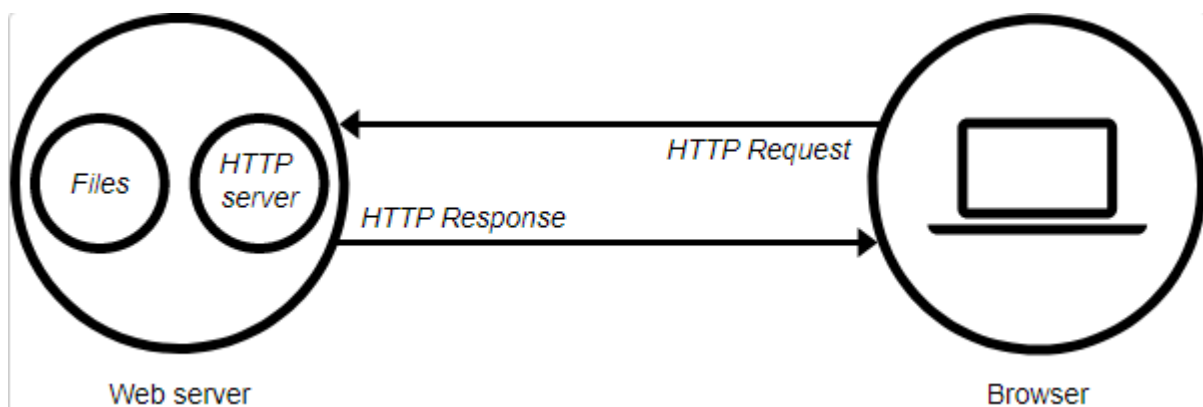 HTTP Request
Files
HTTP
server
HTTP Response
Web server
Browser